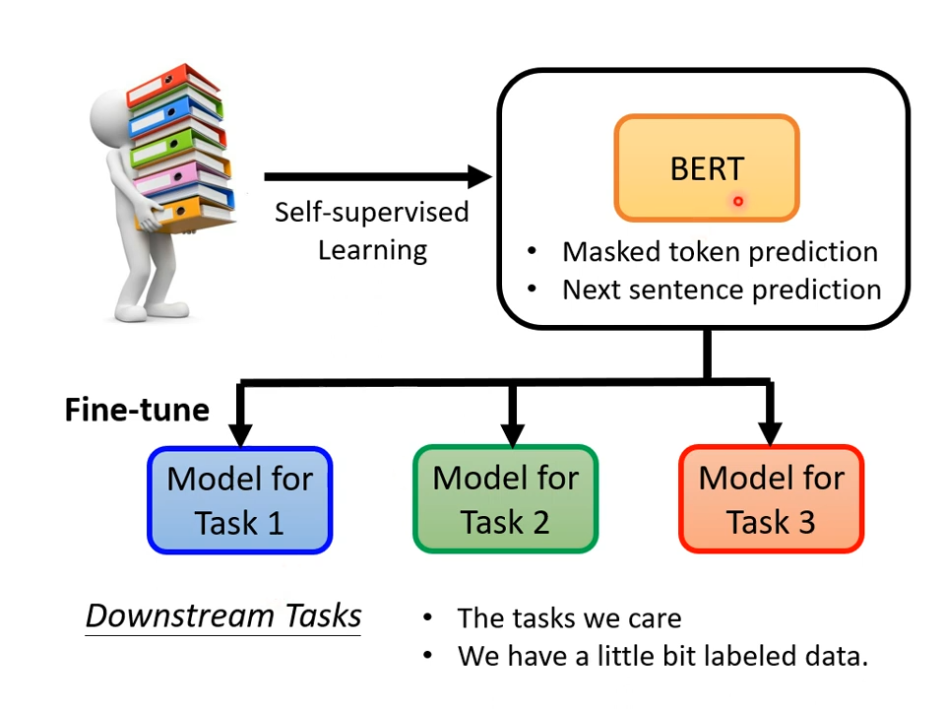 BERT
Self-supervised
Learning
• Masked token prediction
• Next sentence prediction
Fine-tune
Model for
Task 1
Model for
Task 2
Model for
Task 3
Downstream Tasks
• The tasks we care
• We have a little bit labeled data.